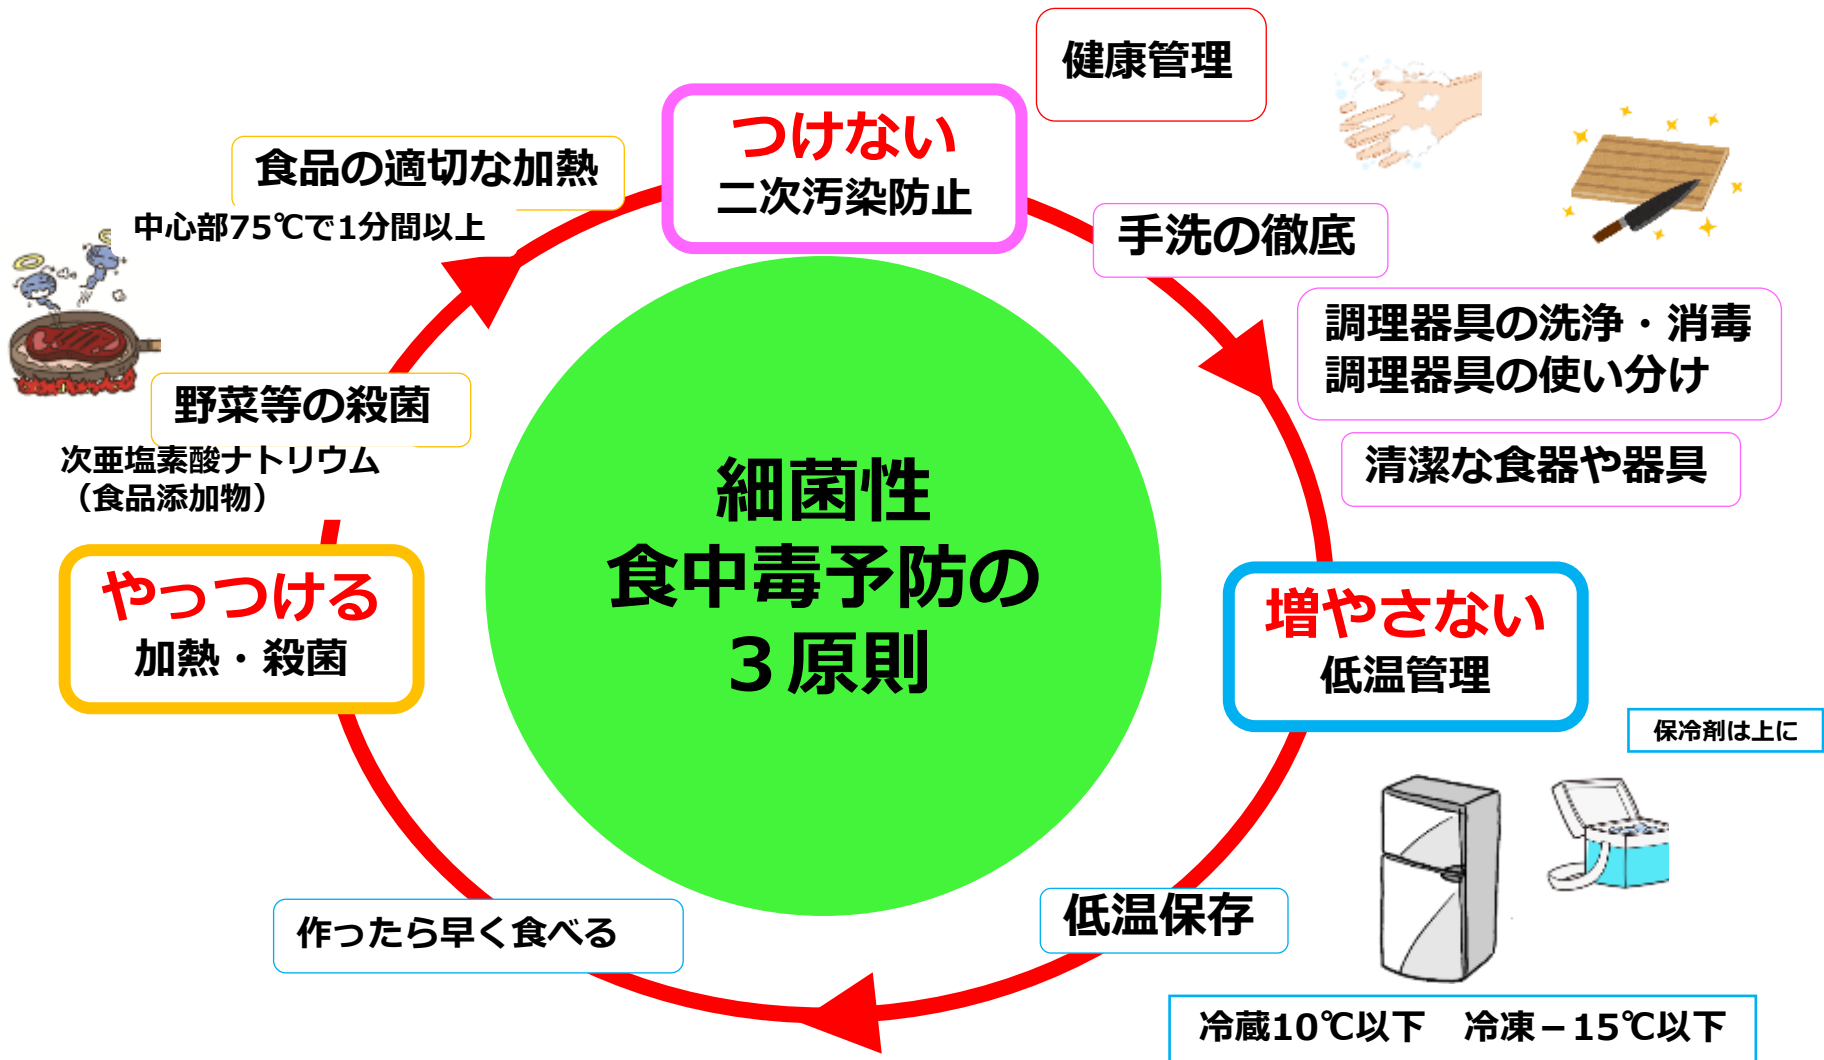 健康管理
つけない
二次汚染防止
食品の適切な加熱
中心部75℃で1分間以上
手洗の徹底
調理器具の洗浄・消毒
調理器具の使い分け
清潔な食器や器具
野菜等の殺菌
次亜塩素酸ナトリウム
（食品添加物）
細菌性
食中毒予防の
３原則
やっつける
加熱・殺菌
増やさない
低温管理
保冷剤は上に
低温保存
作ったら早く食べる
冷蔵10℃以下　冷凍－15℃以下